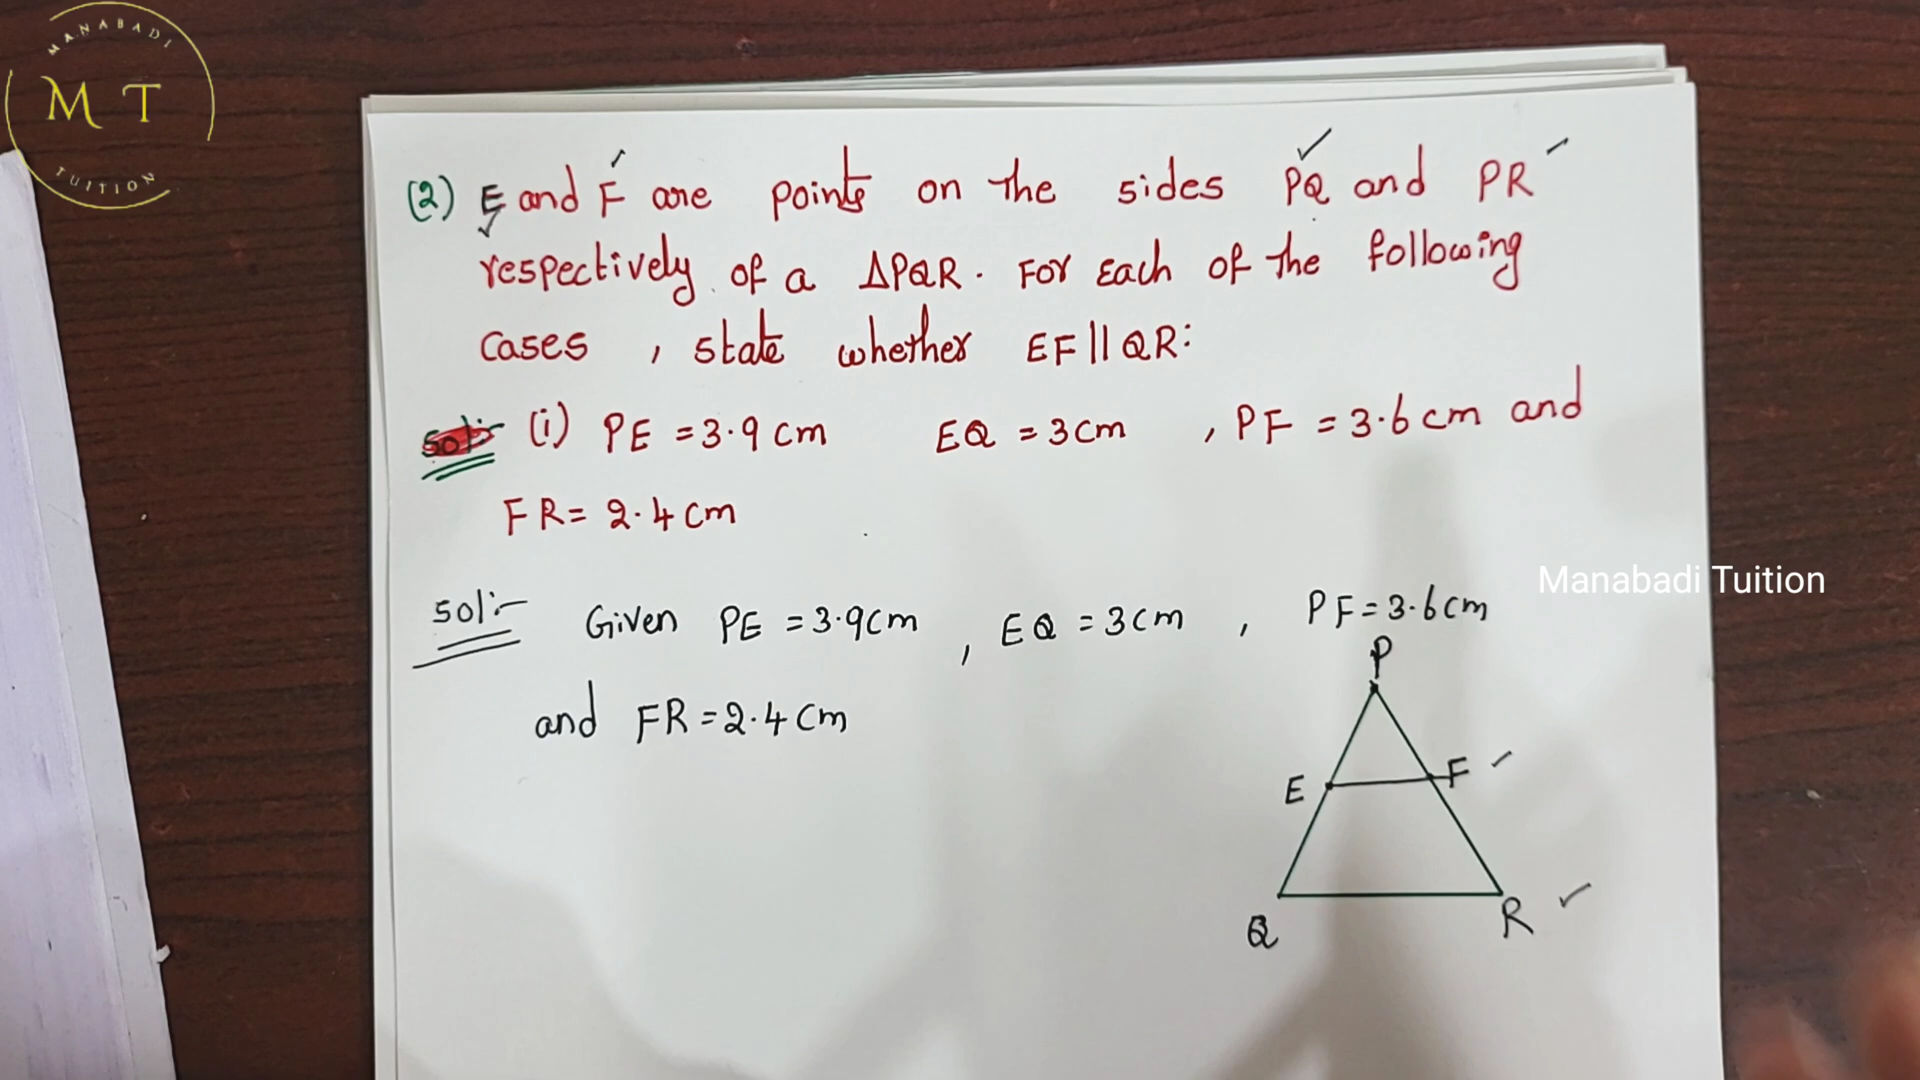 MANABADI
MT
TUITION
(2) E and F are points on the sides PQ and PR
respectively of a ΔPQR. For Each of the following
cases, state whether EF||QR:
Sol:- (i) PE = 3.9 cm EQ = 3cm , PF = 3.6 cm and
FR = 2.4 cm
Manabadi Tuition
Sol:- Given PE = 3.9cm , EQ = 3cm , PF = 3.6cm
and FR = 2.4 cm
P
E F
Q R